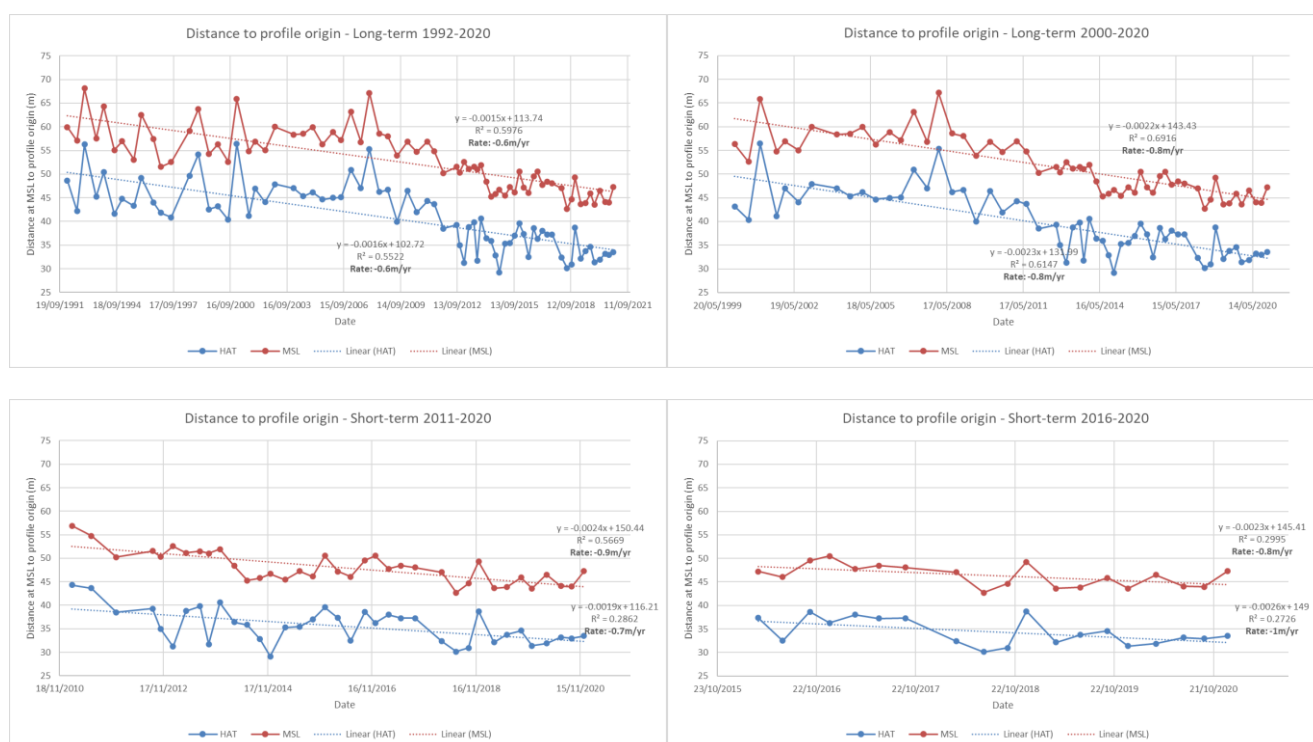 Distance to profile origin - Long-term 1992-2020
Distance at MSL to profile origin (m)
75
70
65
60
55
50
45
40
35
30
25
y = -0.0015x + 113.74
R² = 0.5976
Rate: -0.6m/yr
y = -0.0016x + 102.72
R² = 0.5522
Rate: -0.6m/yr
19/09/1991 18/09/1994 17/09/1997 16/09/2000 16/09/2003 15/09/2006 14/09/2009 13/09/2012 13/09/2015 12/09/2018 11/09/2021
Date
HAT MSL Linear (HAT) Linear (MSL)
Distance to profile origin - Long-term 2000-2020
Distance at MSL to profile origin (m)
75
70
65
60
55
50
45
40
35
30
25
y = -0.0022x + 143.43
R² = 0.6916
Rate: -0.8m/yr
y = -0.0023x + 131.99
R² = 0.6147
Rate: -0.8m/yr
20/05/1999 19/05/2002 18/05/2005 17/05/2008 17/05/2011 16/05/2014 15/05/2017 14/05/2020
Date
HAT MSL Linear (HAT) Linear (MSL)
Distance to profile origin - Short-term 2011-2020
Distance at MSL to profile origin (m)
75
70
65
60
55
50
45
40
35
30
25
y = -0.0024x + 150.44
R² = 0.5669
Rate: -0.9m/yr
y = -0.0019x + 116.21
R² = 0.2862
Rate: -0.7m/yr
18/11/2010 17/11/2012 17/11/2014 16/11/2016 16/11/2018 15/11/2020
Date
HAT MSL Linear (HAT) Linear (MSL)
Distance to profile origin - Short-term 2016-2020
Distance at MSL to profile origin (m)
75
70
65
60
55
50
45
40
35
30
25
y = -0.0023x + 145.41
R² = 0.2995
Rate: -0.8m/yr
y = -0.0026x + 149
R² = 0.2726
Rate: -1m/yr
23/10/2015 22/10/2016 22/10/2017 22/10/2018 22/10/2019 21/10/2020
Date
HAT MSL Linear (HAT) Linear (MSL)